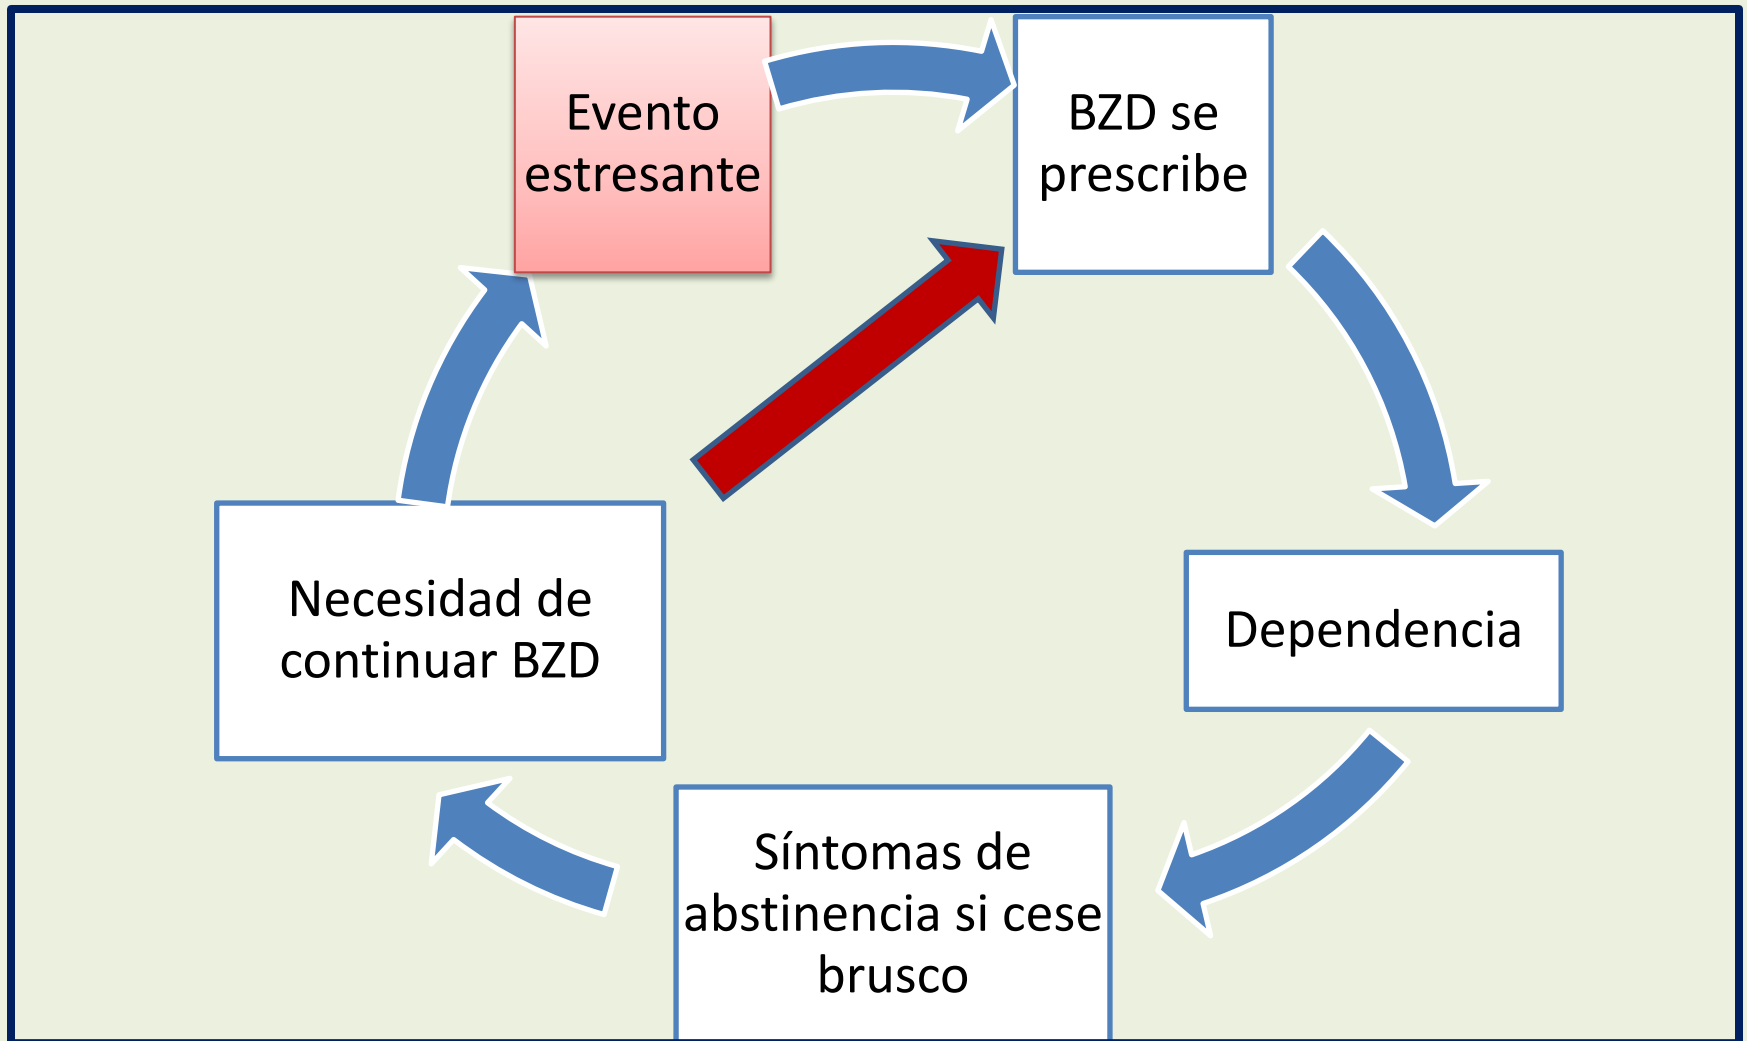 Evento
estresante
BZD se
prescribe
Dependencia
Síntomas de
abstinencia si cese
brusco
Necesidad de
continuar BZD